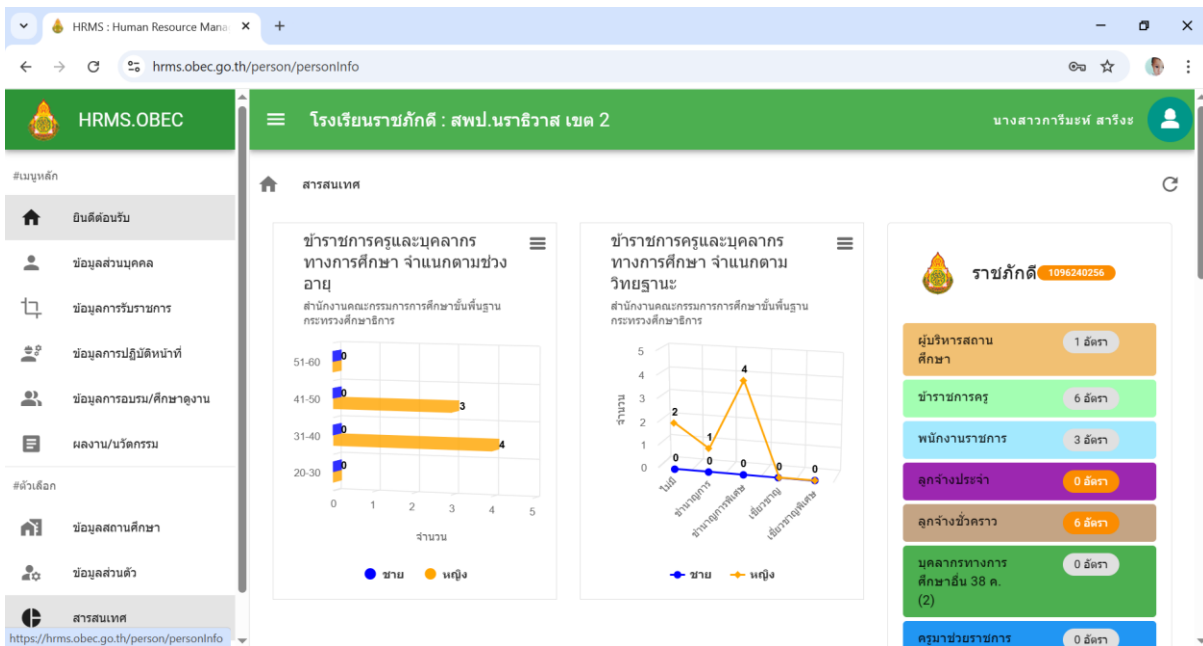 HRMS : Human Resource Mana
hrms.obec.go.th/person/personInfo
HRMS.OBEC
โรงเรียนราชภักดี : สพป.นราธิวาส เขต 2
นางสาวการีมะห์ สารีงะ
#เมนูหลัก
ยินดีต้อนรับ
ข้อมูลส่วนบุคคล
ข้อมูลการรับราชการ
ข้อมูลการปฏิบัติหน้าที่
ข้อมูลการอบรม/ศึกษาดูงาน
ผลงาน/นวัตกรรม
#ตัวเลือก
ข้อมูลสถานศึกษา
ข้อมูลส่วนตัว
สารสนเทศ
https://hrms.obec.go.th/person/personInfo
สารสนเทศ
ข้าราชการครูและบุคลากร
ทางการศึกษา จำแนกตามช่วง
อายุ
สำนักงานคณะกรรมการการศึกษาขั้นพื้นฐาน
กระทรวงศึกษาธิการ
51-60
0
41-50
0
3
31-40
0
4
20-30
0
0 1 2 3 4 5
จำนวน
ชาย หญิง
ข้าราชการครูและบุคลากร
ทางการศึกษา จำแนกตาม
วิทยฐานะ
สำนักงานคณะกรรมการการศึกษาขั้นพื้นฐาน
กระทรวงศึกษาธิการ
จำนวน
5
4
3
2
1
0
2 1 4
0 0 0 0 0
ไม่มี
ชำนาญการ
ชำนาญการพิเศษ
เชี่ยวชาญ
เชี่ยวชาญพิเศษ
ชาย หญิง
ราชภักดี 1096240256
ผู้บริหารสถาน
ศึกษา
1 อัตรา
ข้าราชการครู 6 อัตรา
พนักงานราชการ 3 อัตรา
ลูกจ้างประจำ 0 อัตรา
ลูกจ้างชั่วคราว 6 อัตรา
บุคลากรทางการ
ศึกษาอื่น 38 ค.
(2)
0 อัตรา
ครูมาช่วยราชการ 0 อัตรา